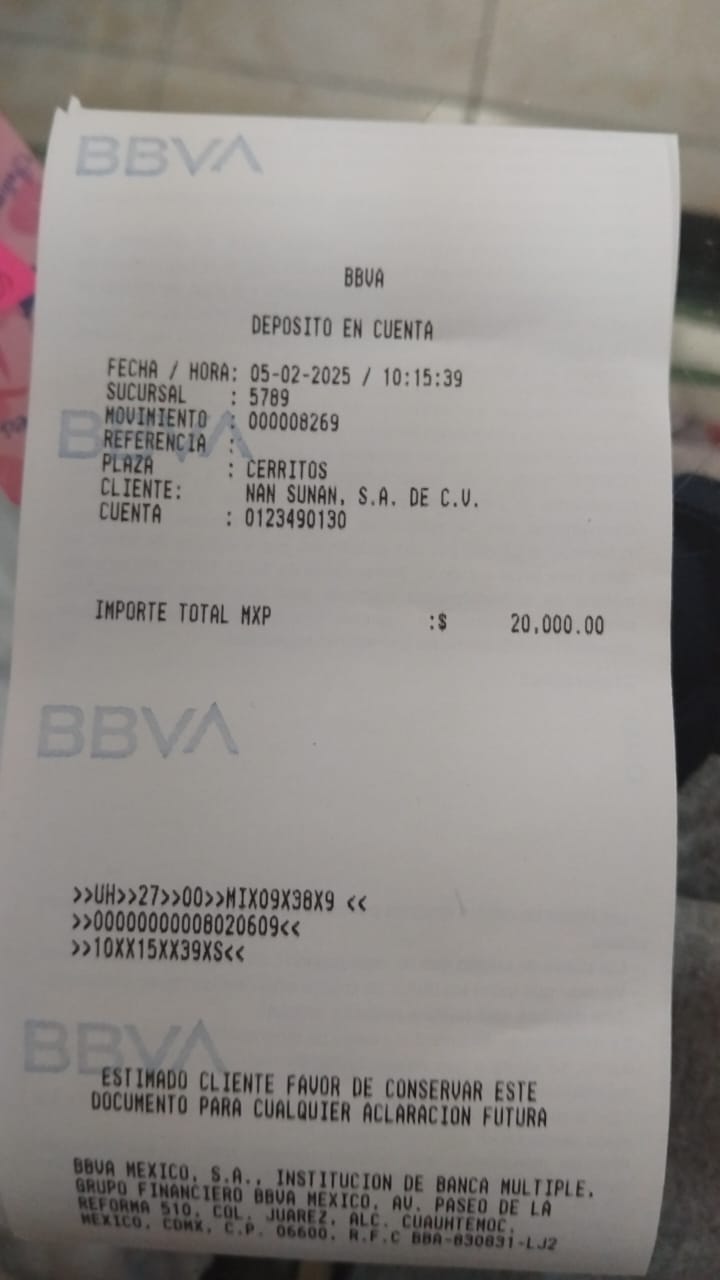 BBVA
BBVA
DEPOSITO EN CUENTA
FECHA / HORA: 05-02-2025 / 10:15:39
SUCURSAL : 5789
MOVIMIENTO : 000008269
BBVA
REFERENCIA :
PLAZA : CERRITOS
CLIENTE: NAN SUNAN, S.A. DE C.V.
CUENTA : 0123490130
IMPORTE TOTAL MXP :$ 20,000.00
BBVA
>>UH>>27>>00>>MIX09X38X9 <<
>>00000000008020609<<
>>10XX15XX39XS<<
BBVA
ESTIMADO CLIENTE FAVOR DE CONSERVAR ESTE
DOCUMENTO PARA CUALQUIER ACLARACION FUTURA
BBVA MEXICO, S.A., INSTITUCION DE BANCA MULTIPLE,
GRUPO FINANCIERO BBVA MEXICO, AV. PASEO DE LA
REFORMA 510, COL. JUAREZ, ALC. CUAUHTEMOC,
MEXICO, CDMX, C.P. 06600, R.F.C BBA-830831-LJ2